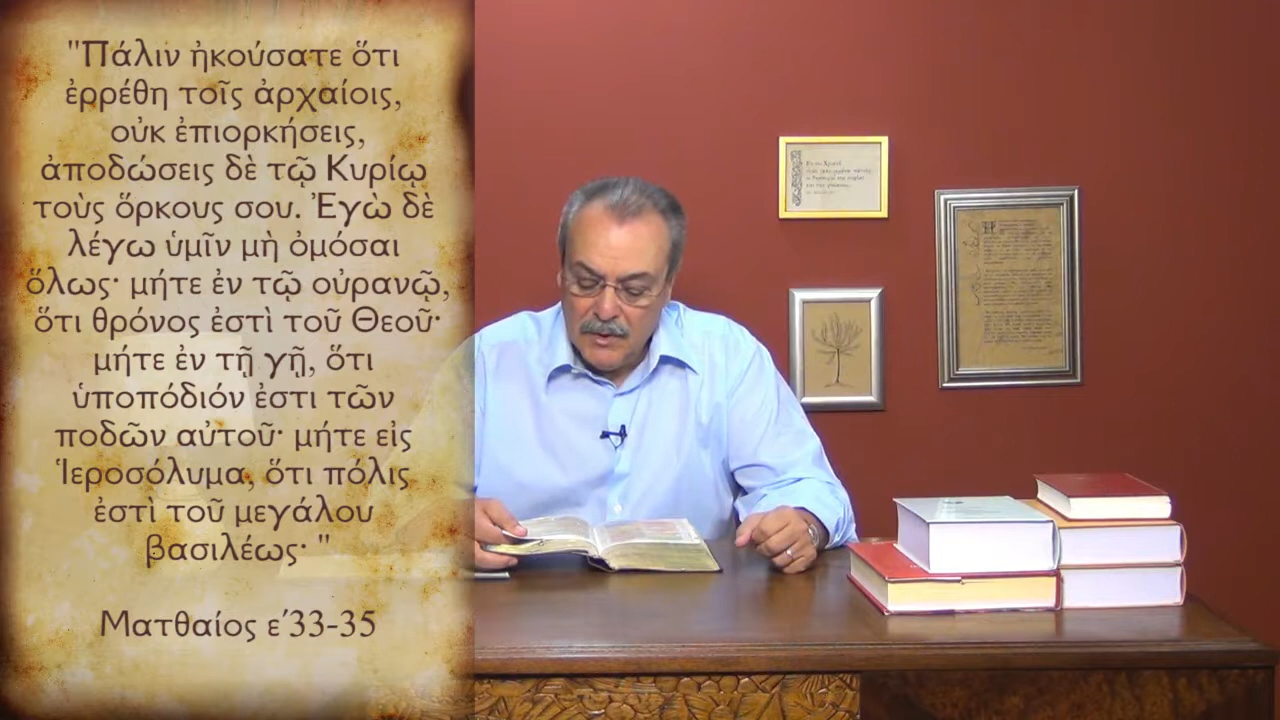 "Πάλιν ἠκούσατε ὅτι
ἐρρέθη τοῖς ἀρχαίοις,
οὐκ ἐπιορκήσεις,
ἀποδώσεις δὲ τῷ Κυρίῳ
τοὺς ὅρκους σου. Ἐγὼ δὲ
λέγω ὑμῖν μὴ ὀμόσαι
ὅλως· μήτε ἐν τῷ οὐρανῷ,
ὅτι θρόνος ἐστὶ τοῦ Θεοῦ·
μήτε ἐν τῇ γῇ, ὅτι
ὑποπόδιόν ἐστι τῶν
ποδῶν αὐτοῦ· μήτε εἰς
Ἱεροσόλυμα, ὅτι πόλις
ἐστὶ τοῦ μεγάλου
βασιλέως· "
Ματθαίος ε΄33-35